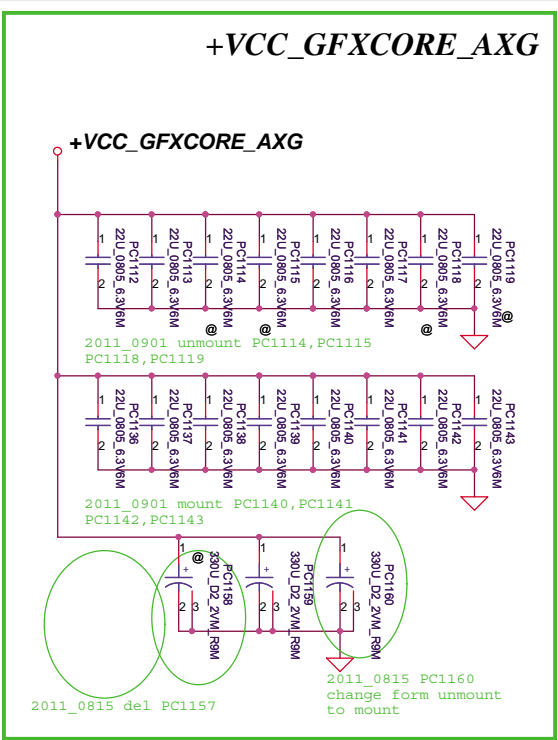 +VCC_GFXCORE_AXG
+VCC_GFXCORE_AXG
1 1 1 1 1 1 1 1
2 2 2 2 2 2 2 2
PC1112
22U_0805_6.3V6M
PC1113
22U_0805_6.3V6M
PC1114
22U_0805_6.3V6M
@
PC1115
22U_0805_6.3V6M
@
PC1116
22U_0805_6.3V6M
PC1117
22U_0805_6.3V6M
PC1118
22U_0805_6.3V6M
@
PC1119
22U_0805_6.3V6M
@
2011_0901 unmount PC1114,PC1115
PC1118,PC1119
1 1 1 1 1 1 1 1
2 2 2 2 2 2 2 2
PC1136
22U_0805_6.3V6M
PC1137
22U_0805_6.3V6M
PC1138
22U_0805_6.3V6M
PC1139
22U_0805_6.3V6M
PC1140
22U_0805_6.3V6M
PC1141
22U_0805_6.3V6M
PC1142
22U_0805_6.3V6M
PC1143
22U_0805_6.3V6M
2011_0901 mount PC1140,PC1141
PC1142,PC1143
1 1 1
@
+ + +
2 3 2 3 2 3
PC1158
330U_D2_2VM_R9M
PC1159
330U_D2_2VM_R9M
PC1160
330U_D2_2VM_R9M
2011_0815 PC1160
change form unmount
to mount
2011_0815 del PC1157